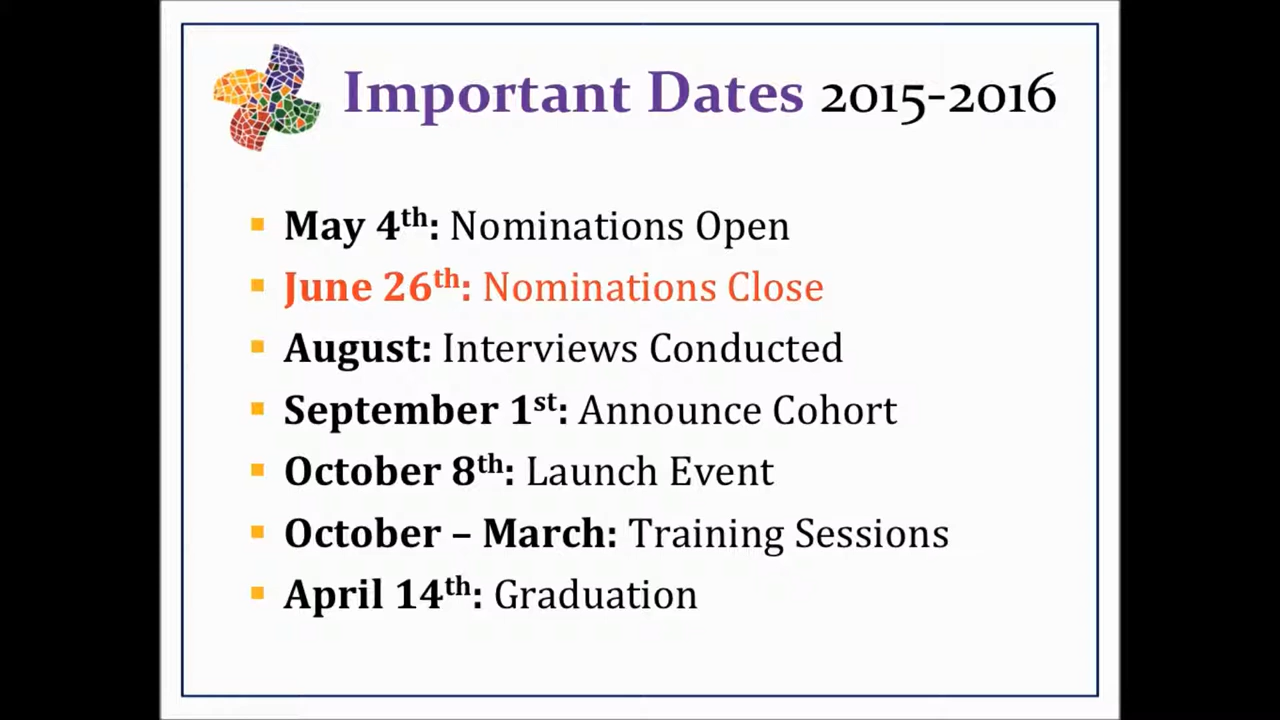 Important Dates 2015-2016
May 4th: Nominations Open
June 26th: Nominations Close
August: Interviews Conducted
September 1st: Announce Cohort
October 8th: Launch Event
October – March: Training Sessions
April 14th: Graduation